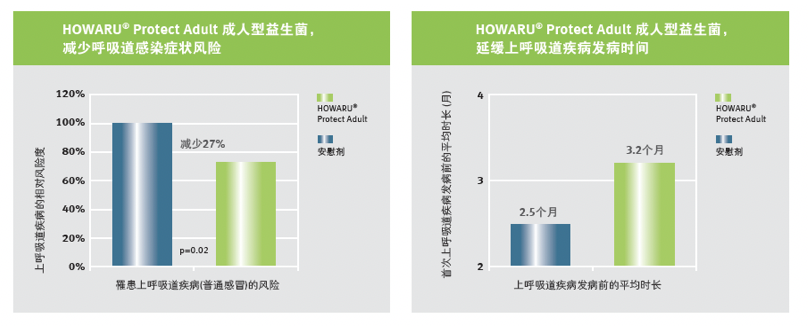 HOWARU® Protect Adult 成人型益生菌，
减少呼吸道感染症状风险
120%
100%
80%
60%
40%
20%
0%
上呼吸道疾病的相对风险度
减少27%
p=0.02
罹患上呼吸道疾病(普通感冒)的风险
HOWARU®
Protect Adult
安慰剂
HOWARU® Protect Adult 成人型益生菌，
延缓上呼吸道疾病发病时间
4
3
2
首次上呼吸道疾病发病前的平均时长 (月)
2.5个月
3.2个月
上呼吸道疾病发病前的平均时长
HOWARU®
Protect Adult
安慰剂